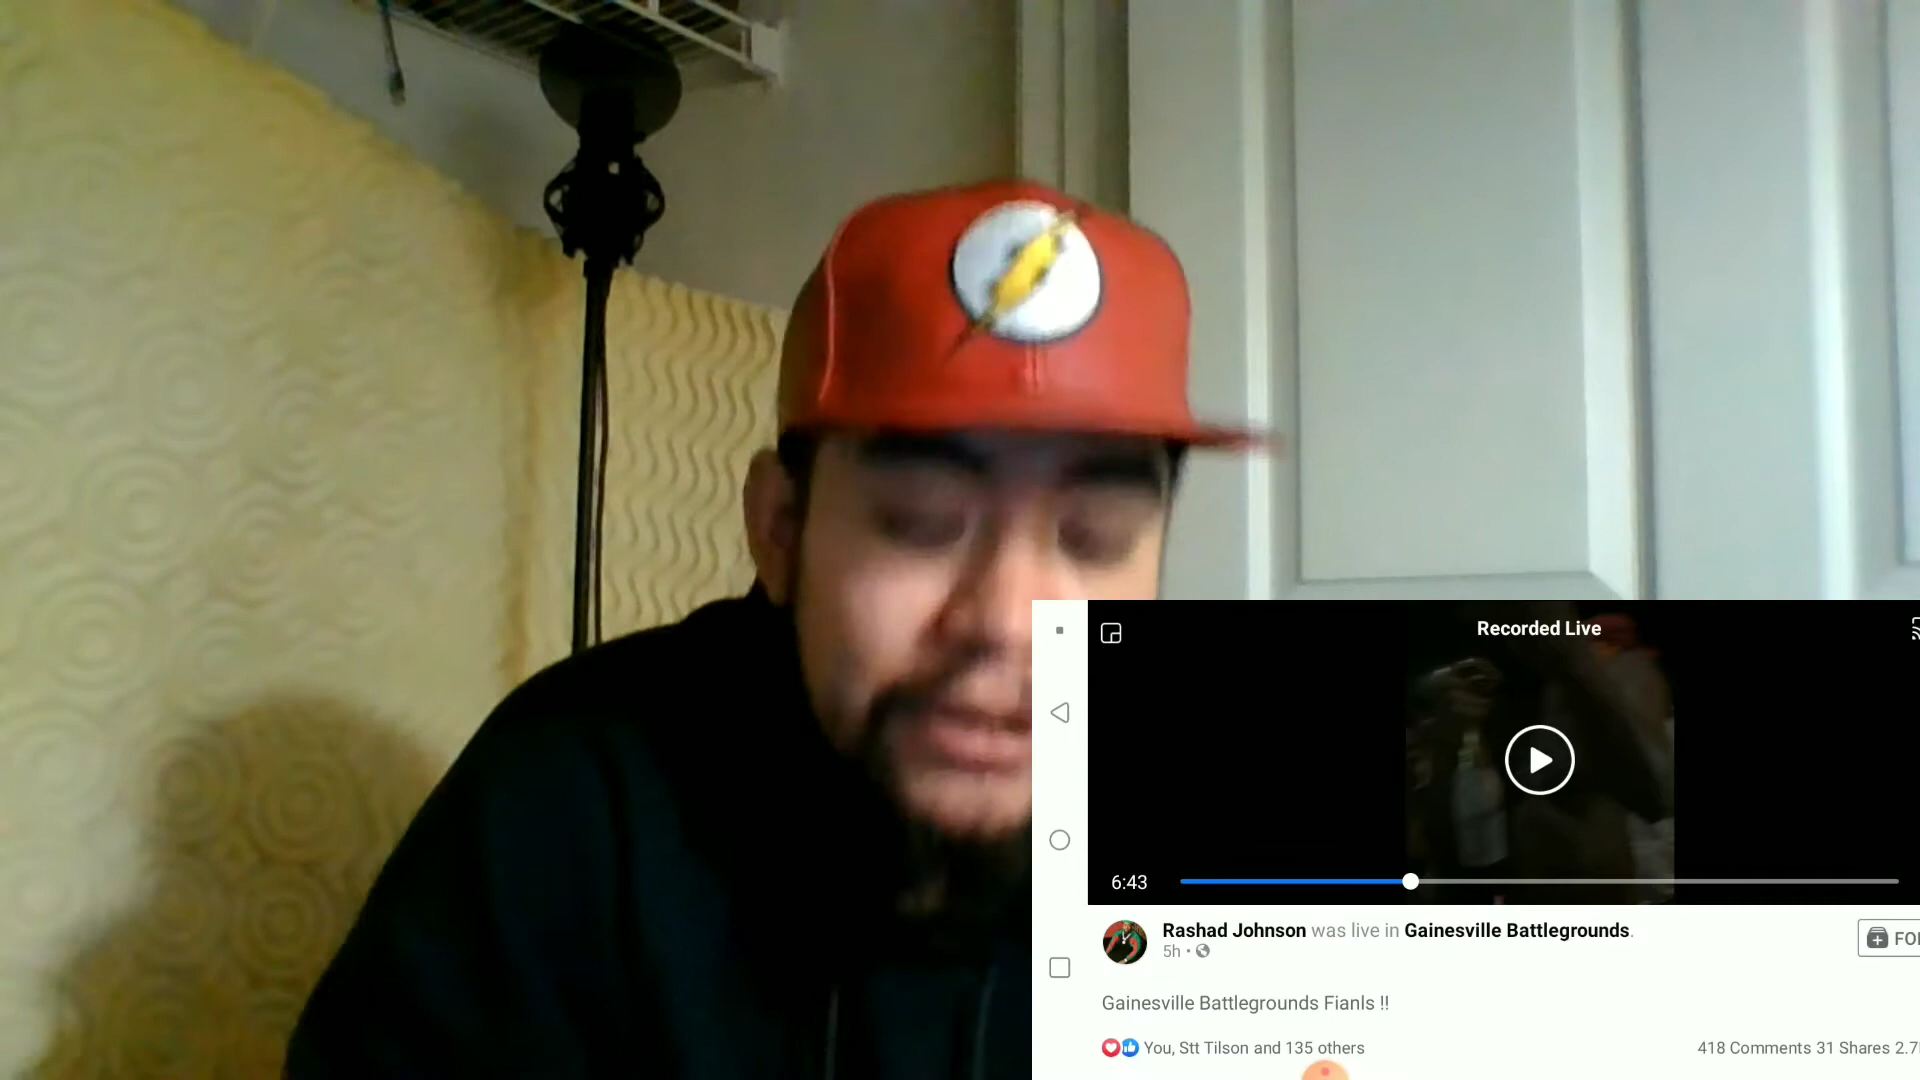 Recorded Live
6:43
Rashad Johnson was live in Gainesville Battlegrounds.
5h
Gainesville Battlegrounds Fianls !!
You, Stt Tilson and 135 others
418 Comments 31 Shares